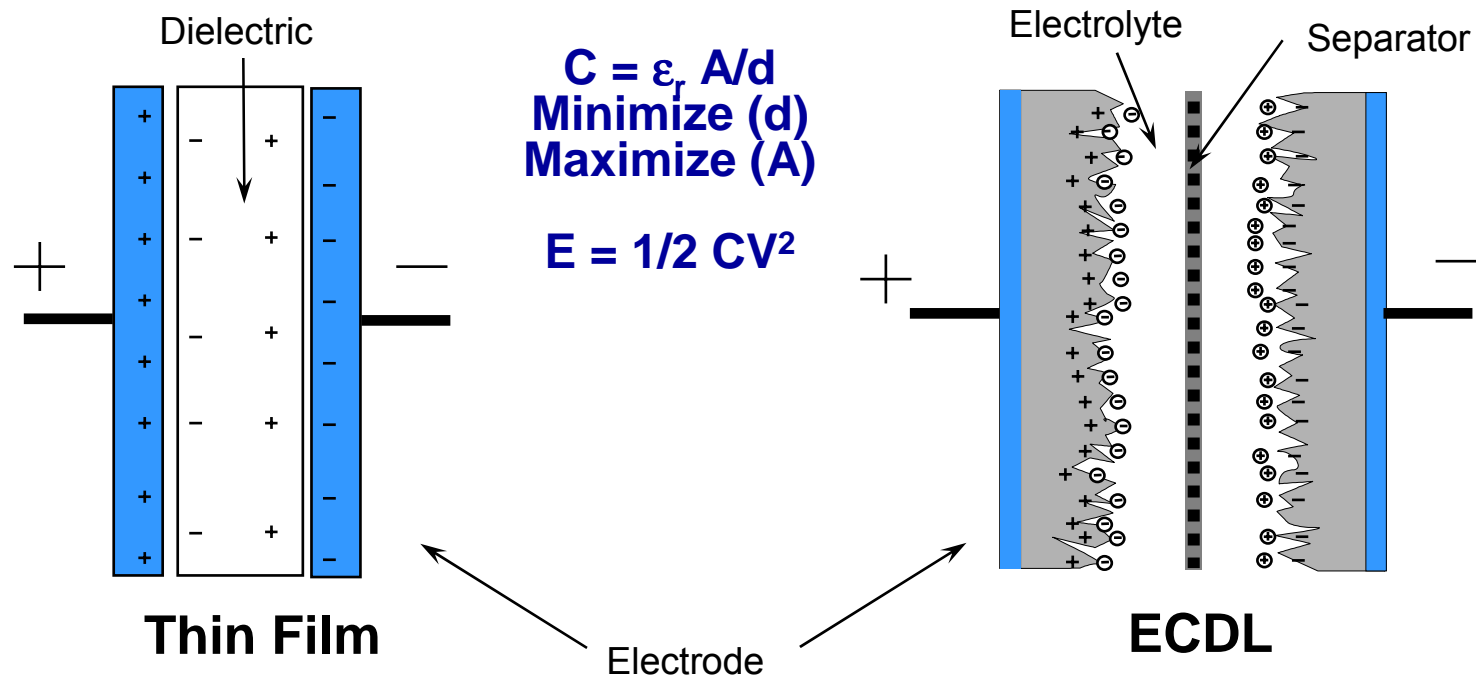 Dielectric
C = εr A/d
Minimize (d)
Maximize (A)
E = 1/2 CV²
Electrolyte
Separator
Thin Film
Electrode
ECDL